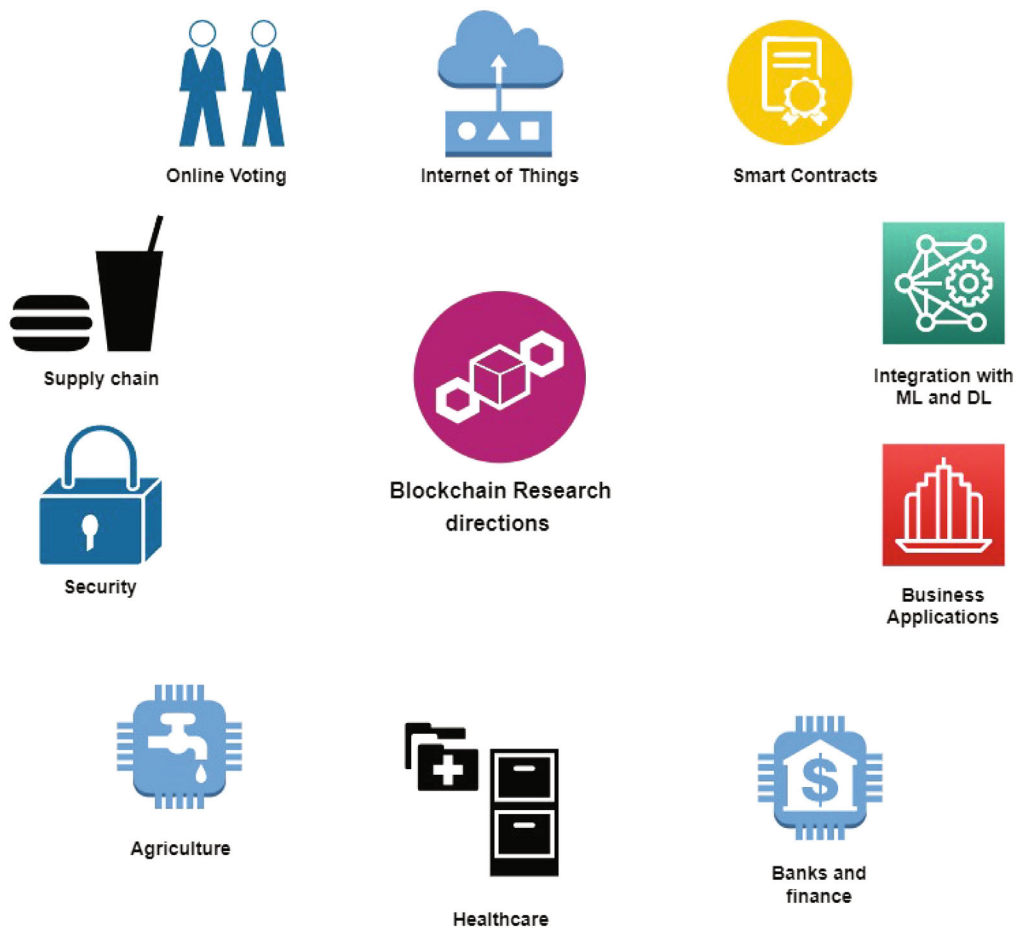 Online Voting
Internet of Things
Smart Contracts
Supply chain
Integration with
ML and DL
Blockchain Research
directions
Security
Business
Applications
Agriculture
$
Banks and
finance
Healthcare